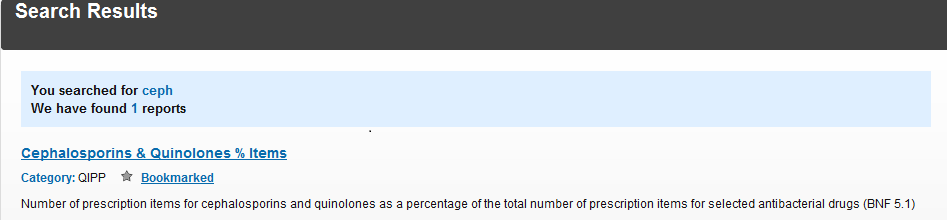 Search Results
You searched for ceph
We have found 1 reports
Cephalosporins & Quinolones % Items
Category: QIPP Bookmarked
Number of prescription items for cephalosporins and quinolones as a percentage of the total number of prescription items for selected antibacterial drugs (BNF 5.1)